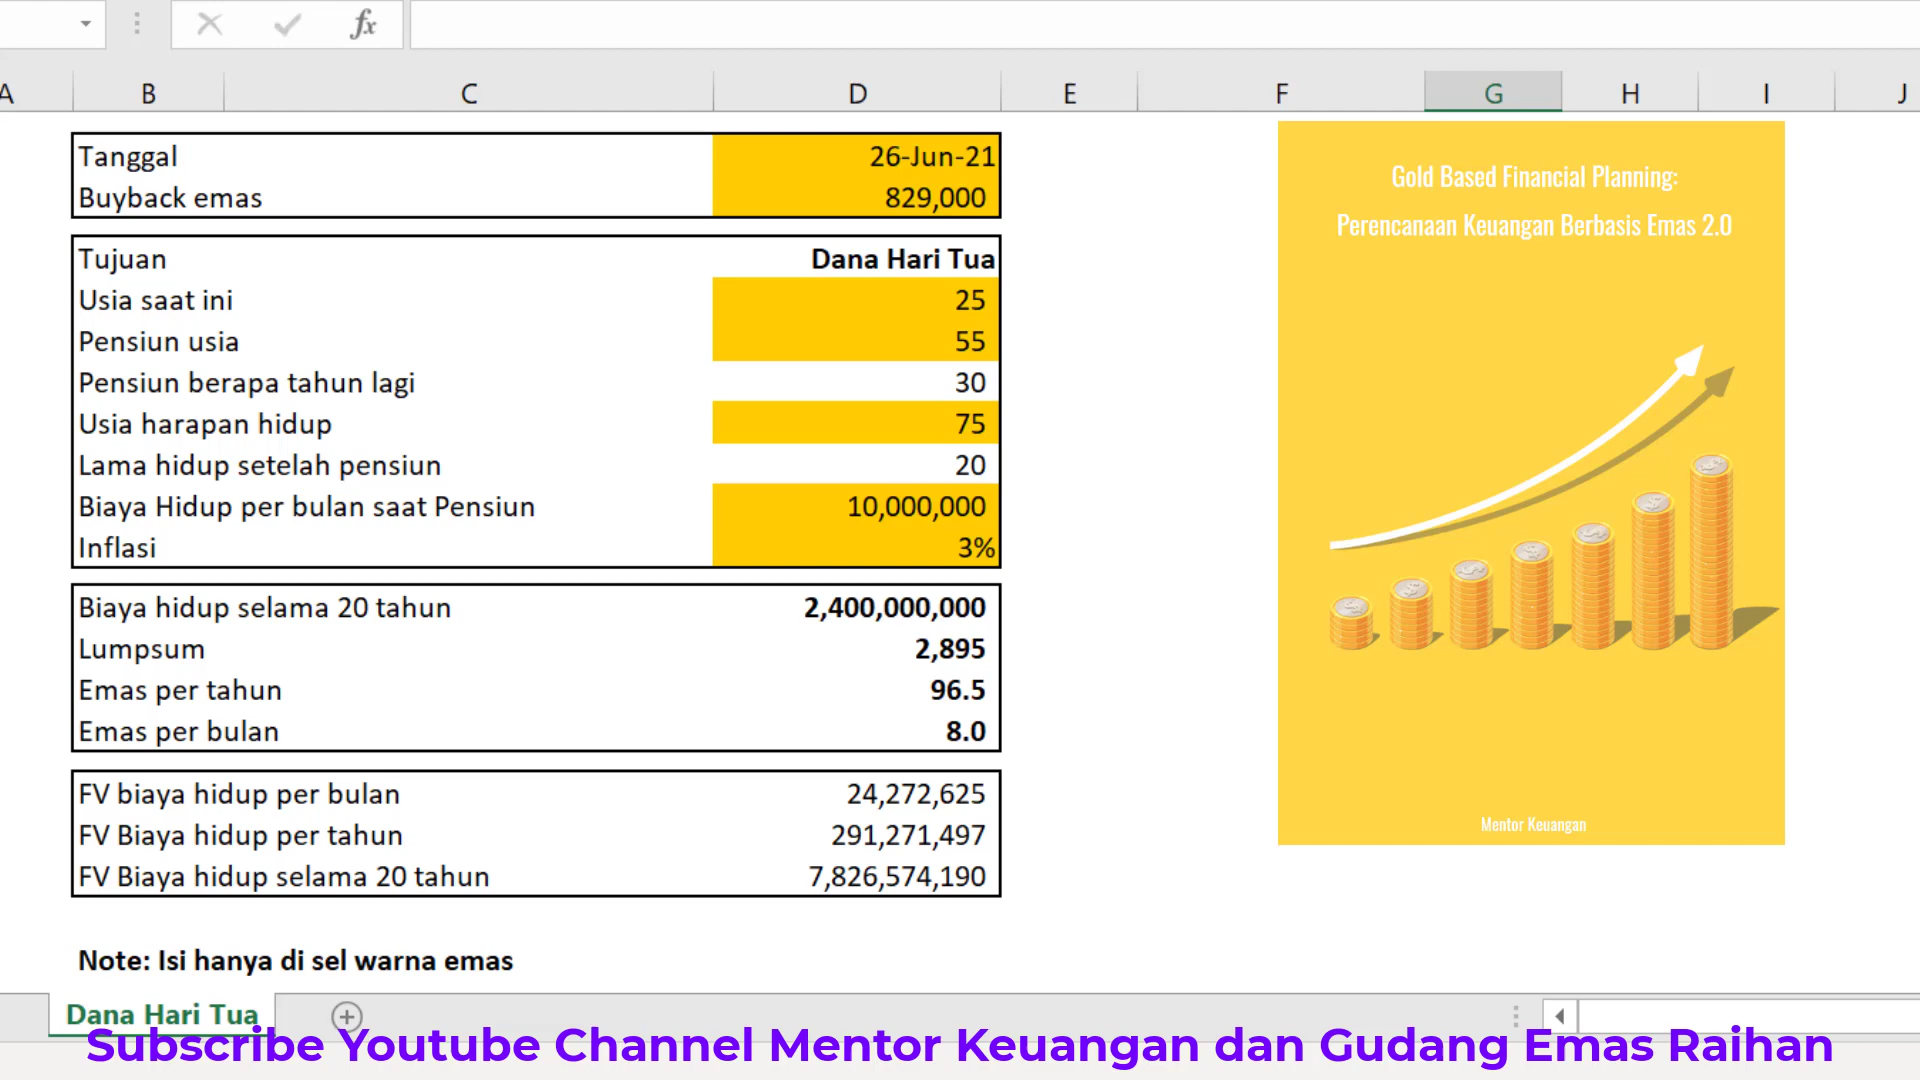 fx
A B C D E F G H I J
Tanggal 26-Jun-21
Buyback emas 829,000
Tujuan Dana Hari Tua
Usia saat ini 25
Pensiun usia 55
Pensiun berapa tahun lagi 30
Usia harapan hidup 75
Lama hidup setelah pensiun 20
Biaya Hidup per bulan saat Pensiun 10,000,000
Inflasi 3%
Biaya hidup selama 20 tahun 2,400,000,000
Lumpsum 2,895
Emas per tahun 96.5
Emas per bulan 8.0
FV biaya hidup per bulan 24,272,625
FV Biaya hidup per tahun 291,271,497
FV Biaya hidup selama 20 tahun 7,826,574,190
Note: Isi hanya di sel warna emas
Gold Based Financial Planning:
Perencanaan Keuangan Berbasis Emas 2.0
Mentor Keuangan
Dana Hari Tua
Subscribe Youtube Channel Mentor Keuangan dan Gudang Emas Raihan